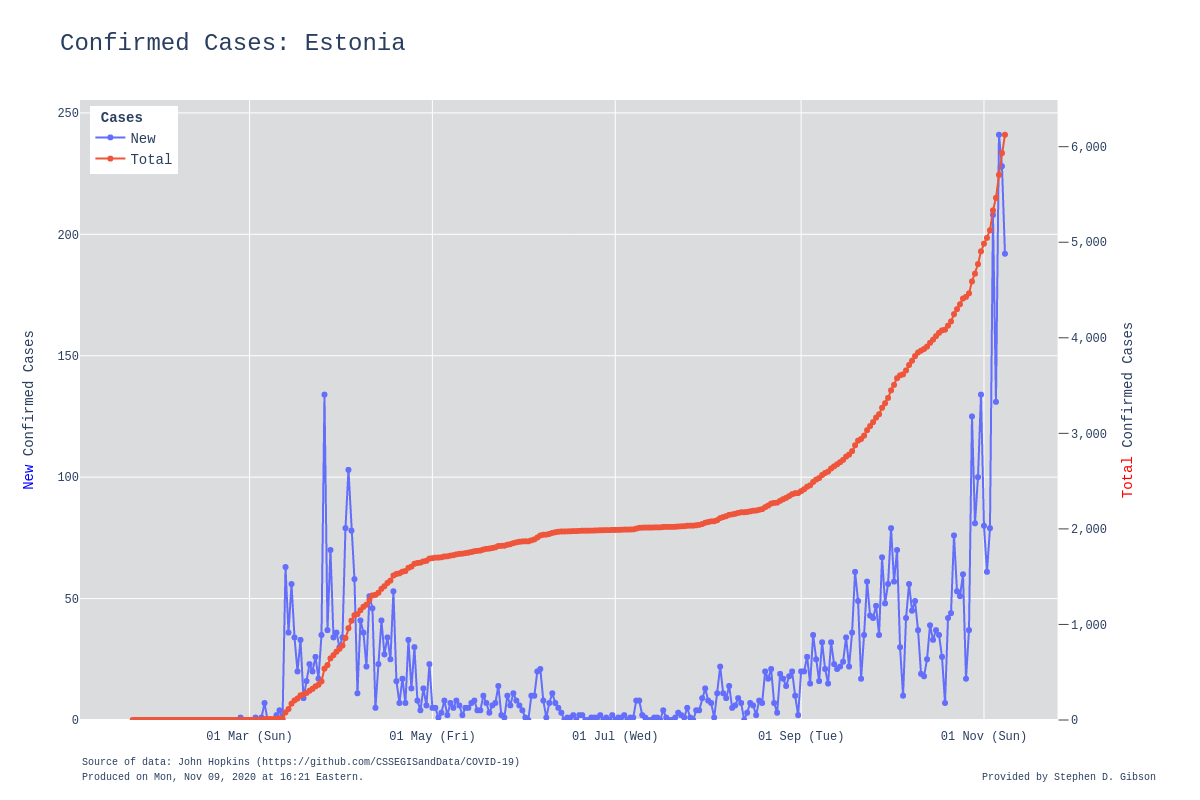 Confirmed Cases: Estonia
Cases
New
Total
250
200
150
100
50
0
6,000
5,000
4,000
3,000
2,000
1,000
0
New Confirmed Cases
Total Confirmed Cases
01 Mar (Sun)
01 May (Fri)
01 Jul (Wed)
01 Sep (Tue)
01 Nov (Sun)
Source of data: John Hopkins (https://github.com/CSSEGISandData/COVID-19)
Produced on Mon, Nov 09, 2020 at 16:21 Eastern.
Provided by Stephen D. Gibson